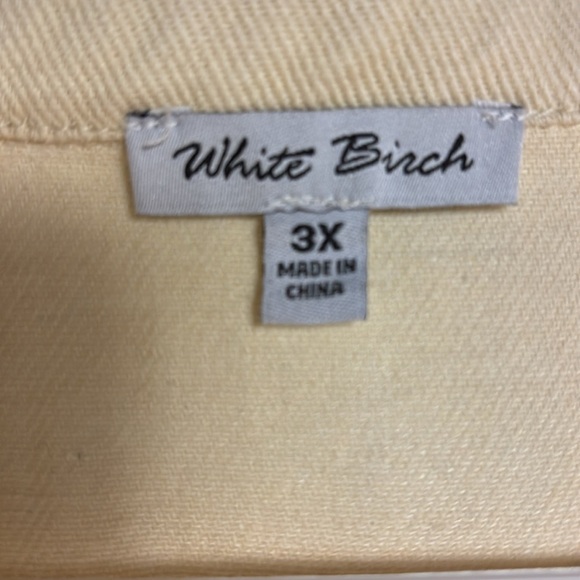 White Birch
3X
MADE IN
CHINA